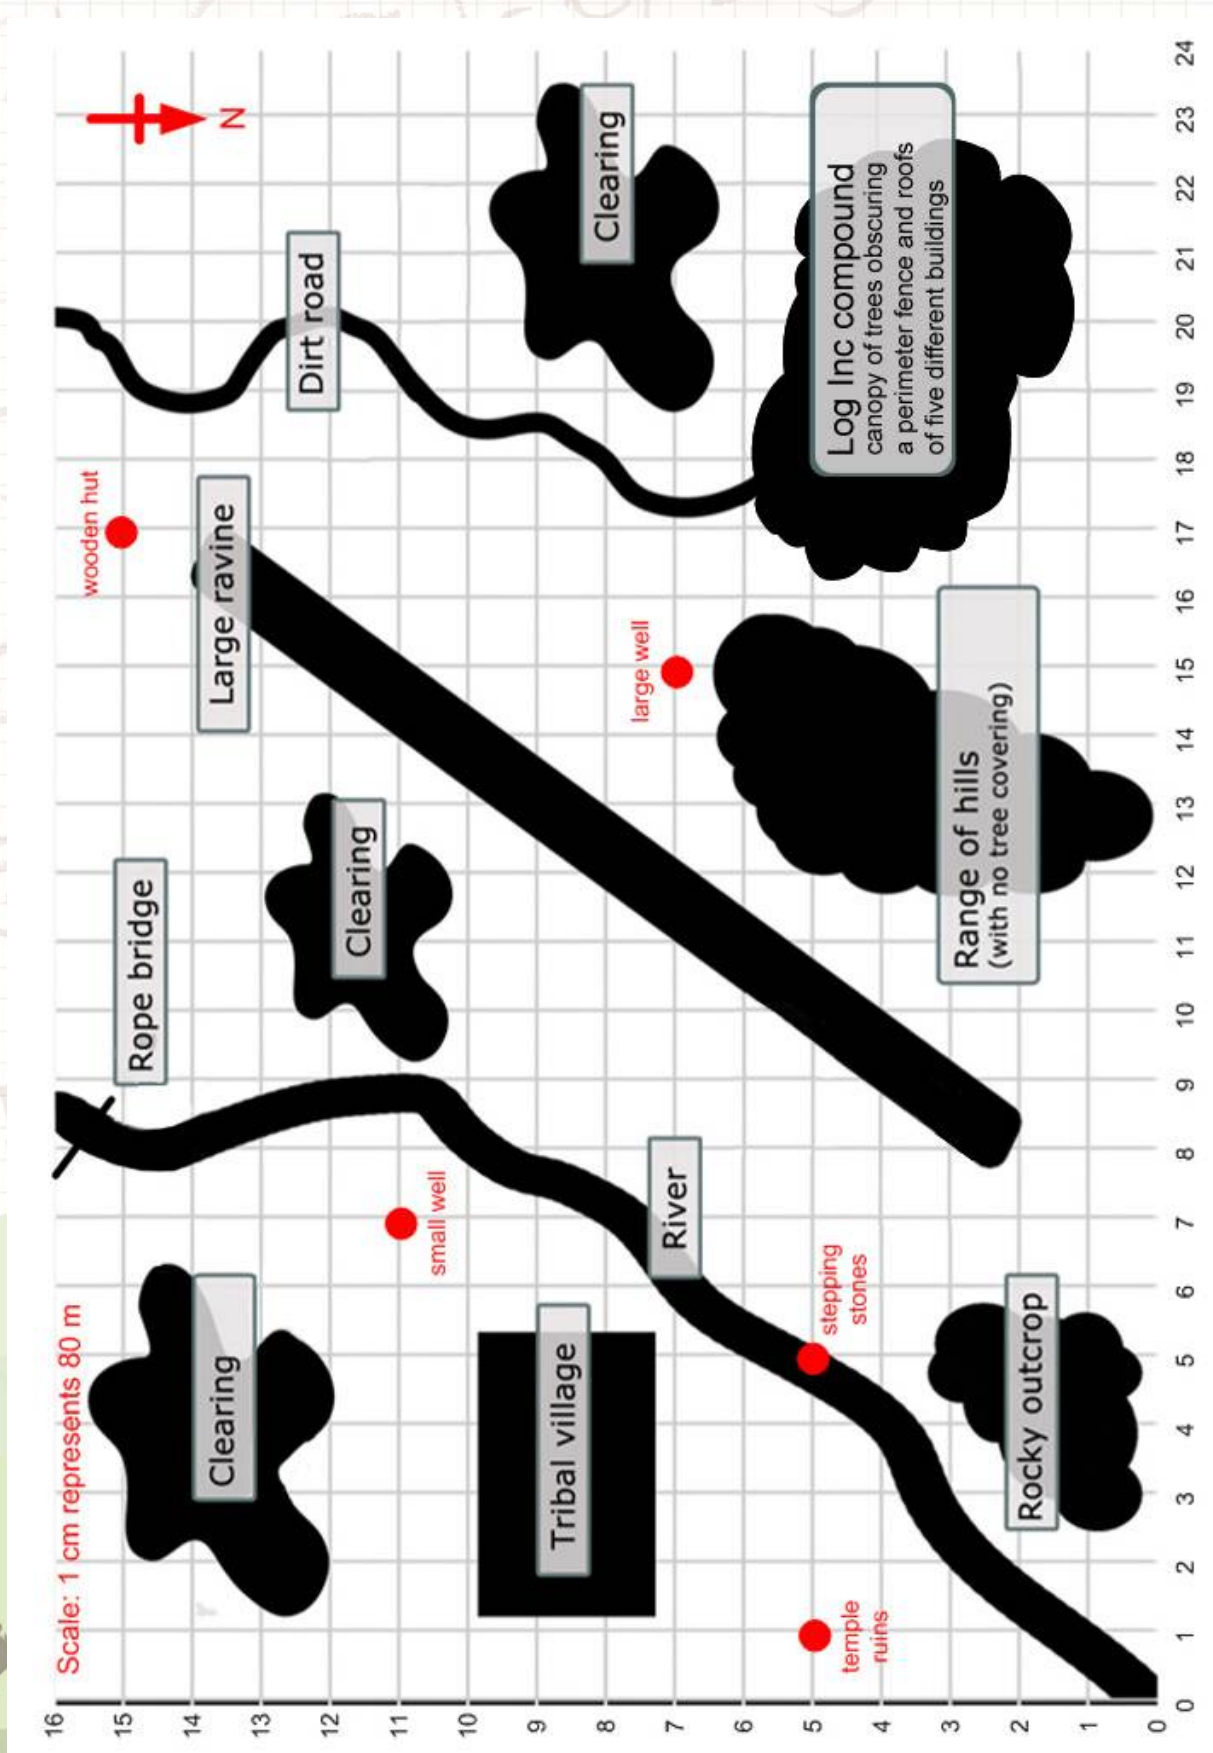 Scale: 1 cm represents 80 m
N
Rope bridge
wooden hut
Large ravine
Dirt road
Clearing
Clearing
Clearing
small well
large well
Tribal village
River
temple
ruins
stepping
stones
Rocky outcrop
Range of hills
(with no tree covering)
Log Inc compound
canopy of trees obscuring
a perimeter fence and roofs
of five different buildings
16
15
14
13
12
11
10
9
8
7
6
5
4
3
2
1
0
0
1
2
3
4
5
6
7
8
9
10
11
12
13
14
15
16
17
18
19
20
21
22
23
24